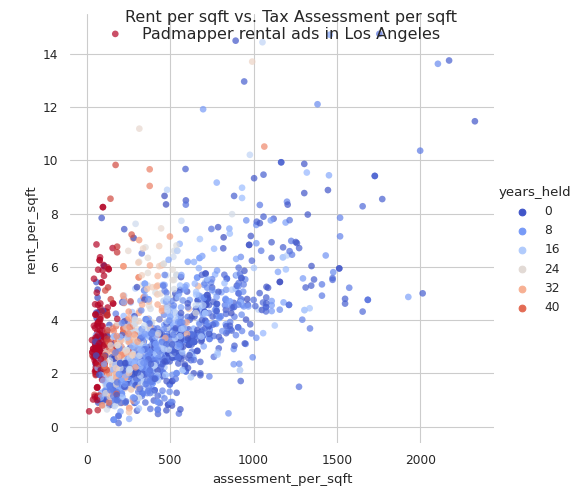 Rent per sqft vs. Tax Assessment per sqft
Padmapper rental ads in Los Angeles
14
12
10
8
6
4
2
0
rent_per_sqft
0 500 1000 1500 2000
assessment_per_sqft
years_held
0
8
16
24
32
40